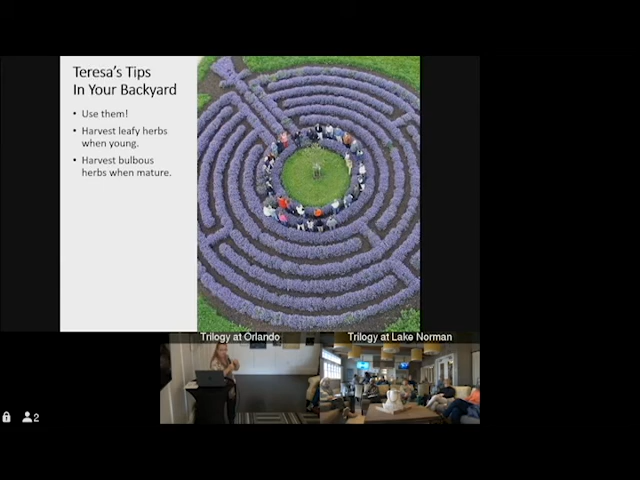 Teresa's Tips
In Your Backyard
• Use them!
• Harvest leafy herbs
when young.
• Harvest bulbous
herbs when mature.
Trilogy at Orlando
Trilogy at Lake Norman
2